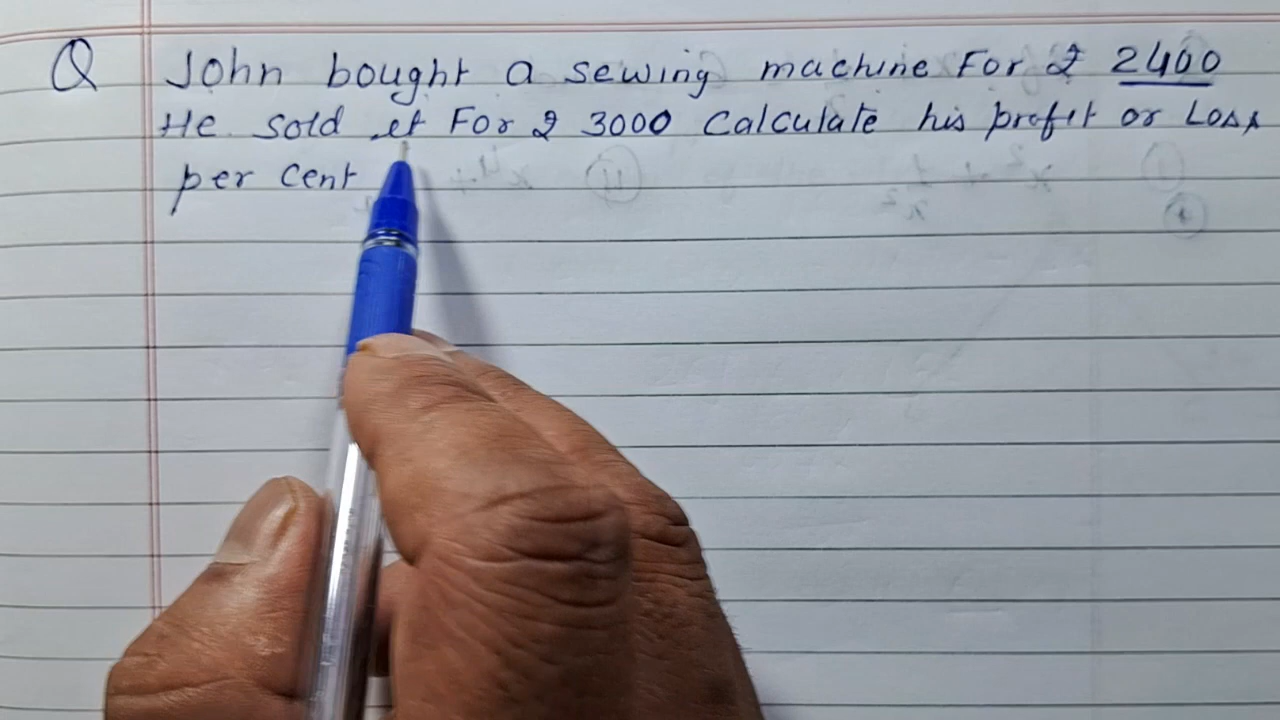 Q John bought a sewing machine For ₹ 2400
He sold it For ₹ 3000 Calculate his profit or Loss
per cent